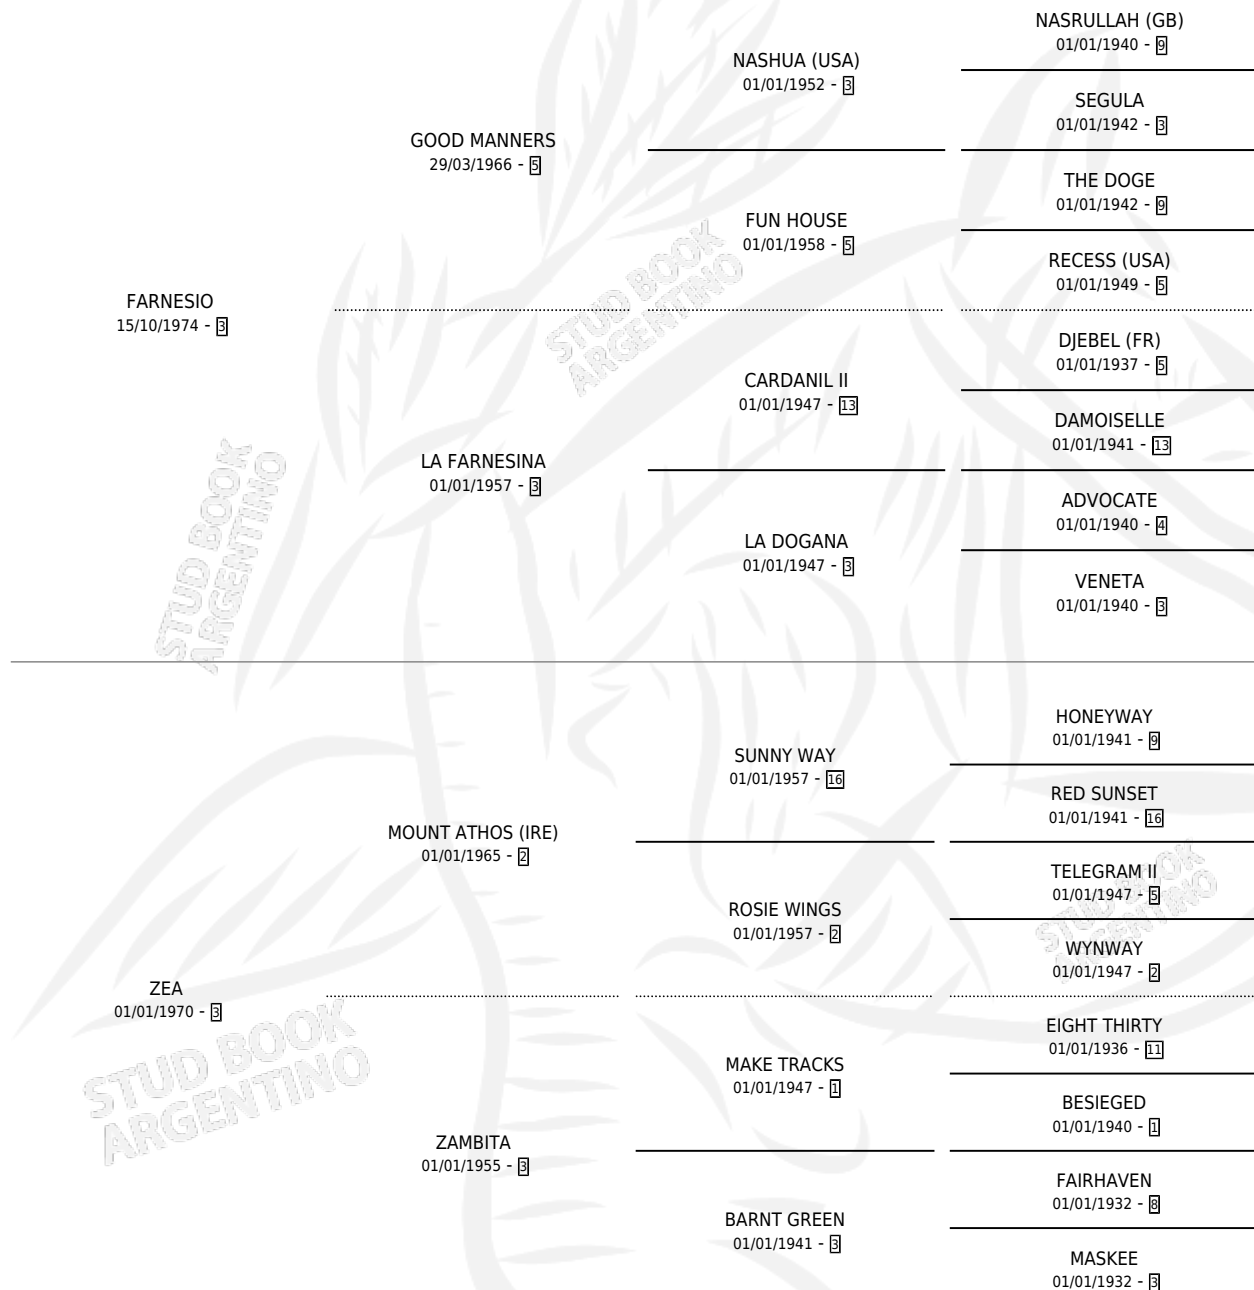 NASRULLAH (GB)
01/01/1940 - 9
NASHUA (USA)
01/01/1952 - 3
SEGULA
01/01/1942 - 3
GOOD MANNERS
29/03/1966 - 5
THE DOGE
01/01/1942 - 9
FUN HOUSE
01/01/1958 - 5
RECESS (USA)
01/01/1949 - 5
FARNESIO
15/10/1974 - 3
DJEBEL (FR)
01/01/1937 - 5
CARDANIL II
01/01/1947 - 13
DAMOISELLE
01/01/1941 - 13
LA FARNESINA
01/01/1957 - 3
ADVOCATE
01/01/1940 - 4
LA DOGANA
01/01/1947 - 3
VENETA
01/01/1940 - 3
HONEYWAY
01/01/1941 - 9
SUNNY WAY
01/01/1957 - 16
RED SUNSET
01/01/1941 - 16
MOUNT ATHOS (IRE)
01/01/1965 - 2
TELEGRAM II
01/01/1947 - 5
ROSIE WINGS
01/01/1957 - 2
WYNWAY
01/01/1947 - 2
ZEA
01/01/1970 - 3
EIGHT THIRTY
01/01/1936 - 11
MAKE TRACKS
01/01/1947 - 1
BESIEGED
01/01/1940 - 1
ZAMBITA
01/01/1955 - 3
FAIRHAVEN
01/01/1932 - 8
BARNT GREEN
01/01/1941 - 3
MASKEE
01/01/1932 - 3
STUD BOOK
ARGENTINO
STUD BOOK
ARGENTINO
STUD BOOK
ARGENTINO
STUD BOOK
ARGENTINO